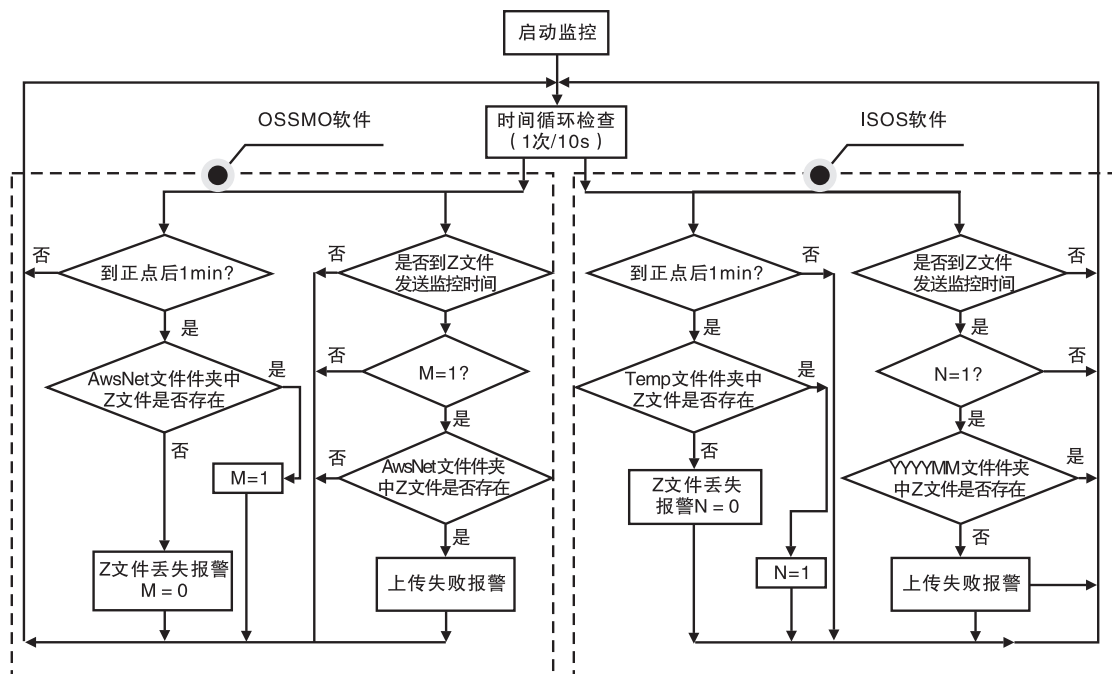 启动监控
时间循环检查
(1次/10s)
OSSMO软件
ISOS软件
否
到正点后1min?
是
AwsNet文件件夹中
Z文件是否存在
是
否
M=1
Z文件丢失报警
M = 0
否
是否到Z文件
发送监控时间
是
否
M=1?
是
否
AwsNet文件件夹
中Z文件是否存在
是
上传失败报警
到正点后1min?
否
是
Temp文件件夹中
Z文件是否存在
是
否
Z文件丢失
报警N = 0
N=1
是否到Z文件
发送监控时间
否
是
N=1?
否
是
YYYYMM文件件夹
中Z文件是否存在
是
否
上传失败报警